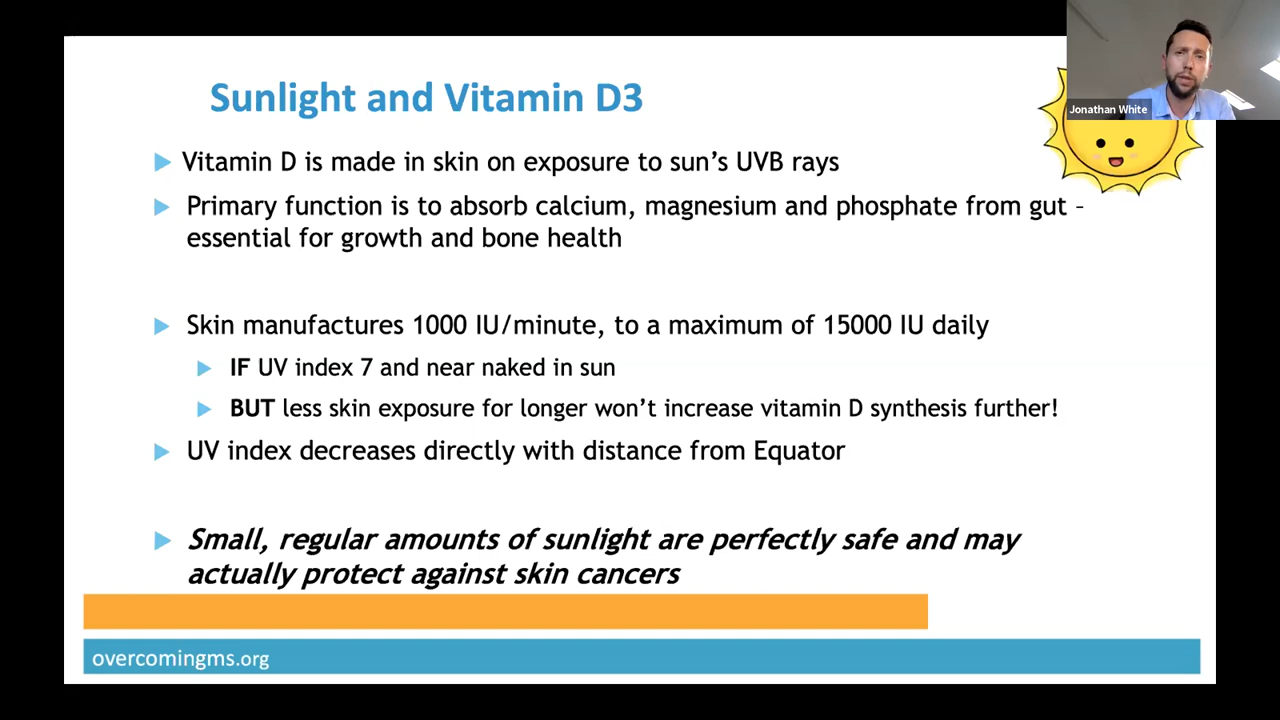 Sunlight and Vitamin D3
Jonathan White
Vitamin D is made in skin on exposure to sun’s UVB rays
Primary function is to absorb calcium, magnesium and phosphate from gut –
essential for growth and bone health
Skin manufactures 1000 IU/minute, to a maximum of 15000 IU daily
IF UV index 7 and near naked in sun
BUT less skin exposure for longer won’t increase vitamin D synthesis further!
UV index decreases directly with distance from Equator
Small, regular amounts of sunlight are perfectly safe and may
actually protect against skin cancers
overcomingms.org